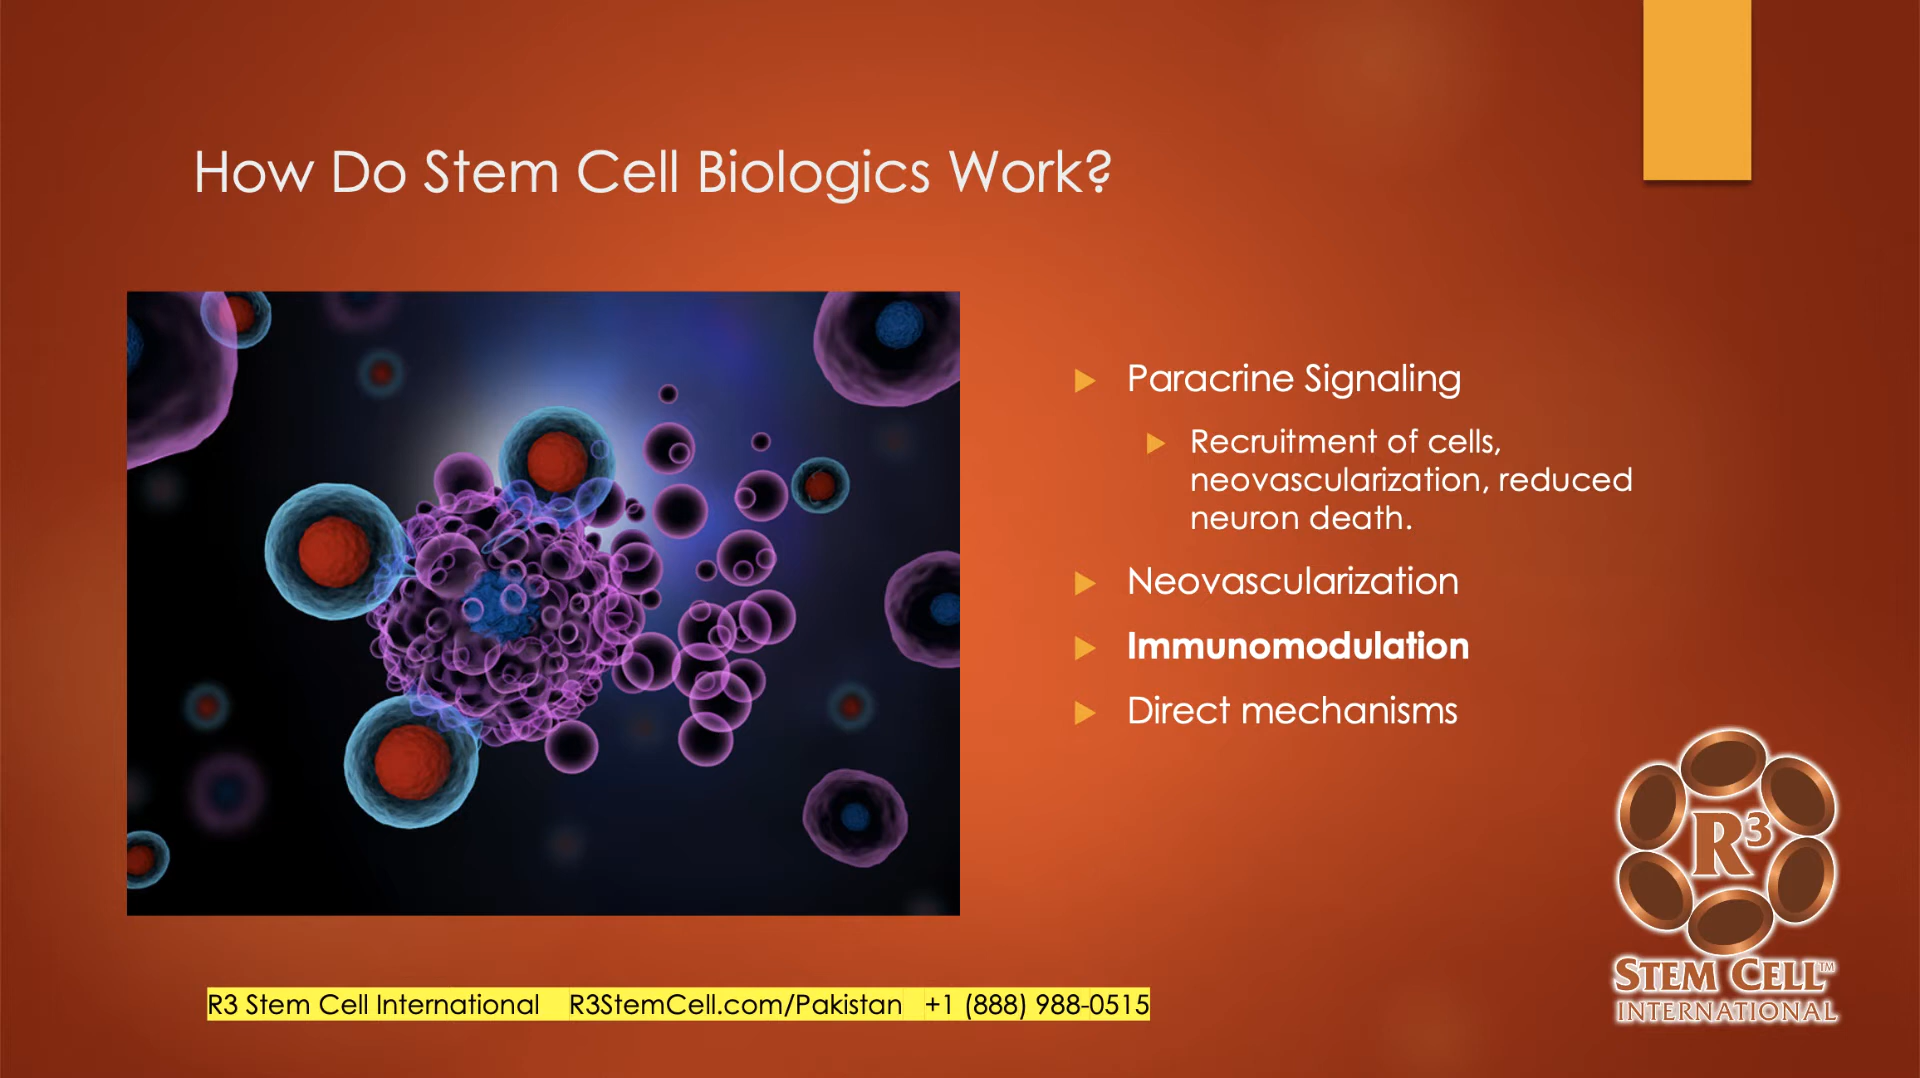 How Do Stem Cell Biologics Work?
Paracrine Signaling
Recruitment of cells,
neovascularization, reduced
neuron death.
Neovascularization
Immunomodulation
Direct mechanisms
R3
STEM CELL™
INTERNATIONAL
R3 Stem Cell International R3StemCell.com/Pakistan +1 (888) 988-0515